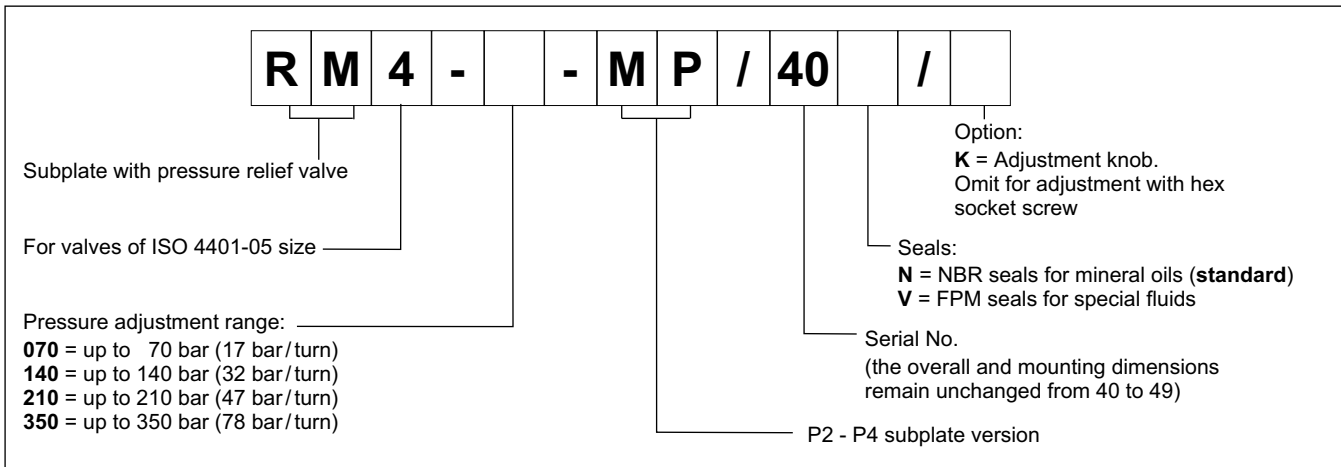 R M 4 - - M P / 40 /
Subplate with pressure relief valve
For valves of ISO 4401-05 size
Pressure adjustment range:
070 = up to 70 bar (17 bar/turn)
140 = up to 140 bar (32 bar/turn)
210 = up to 210 bar (47 bar/turn)
350 = up to 350 bar (78 bar/turn)
Option:
K = Adjustment knob.
Omit for adjustment with hex
socket screw
Seals:
N = NBR seals for mineral oils (standard)
V = FPM seals for special fluids
Serial No.
(the overall and mounting dimensions
remain unchanged from 40 to 49)
P2 - P4 subplate version